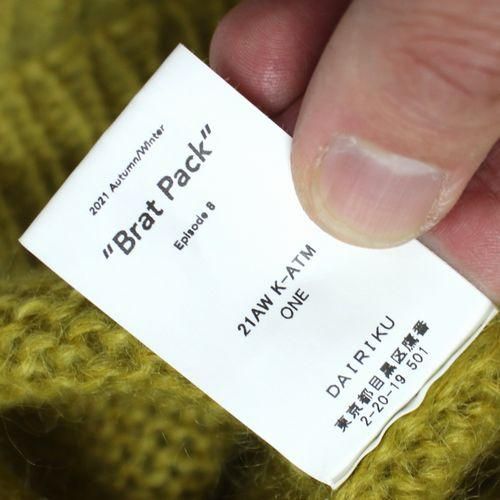 2021 Autumn/Winter
"Brat Pack"
Episode 8
21AW K-ATM
ONE
DAIRIKU
東京都目黒区鷹番
2-20-19 501